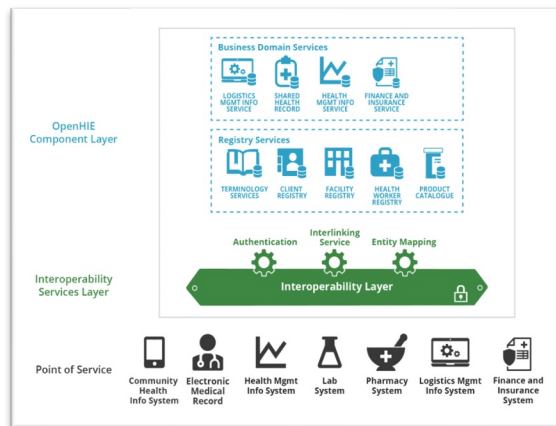 Business Domain Services
LOGISTICS
MGMT INFO
SERVICE
SHARED
HEALTH
RECORD
HEALTH
MGMT INFO
SERVICE
FINANCE AND
INSURANCE
SERVICE
OpenHIE
Component Layer
Registry Services
TERMINOLOGY
SERVICES
CLIENT
REGISTRY
FACILITY
REGISTRY
HEALTH
WORKER
REGISTRY
PRODUCT
CATALOGUE
Authentication
Interlinking
Service
Entity Mapping
Interoperability
Services Layer
Interoperability Layer
Point of Service
Community
Health
Info System
Electronic
Medical
Record
Health Mgmt
Info System
Lab
System
Pharmacy
System
Logistics Mgmt
Info System
Finance and
Insurance
System